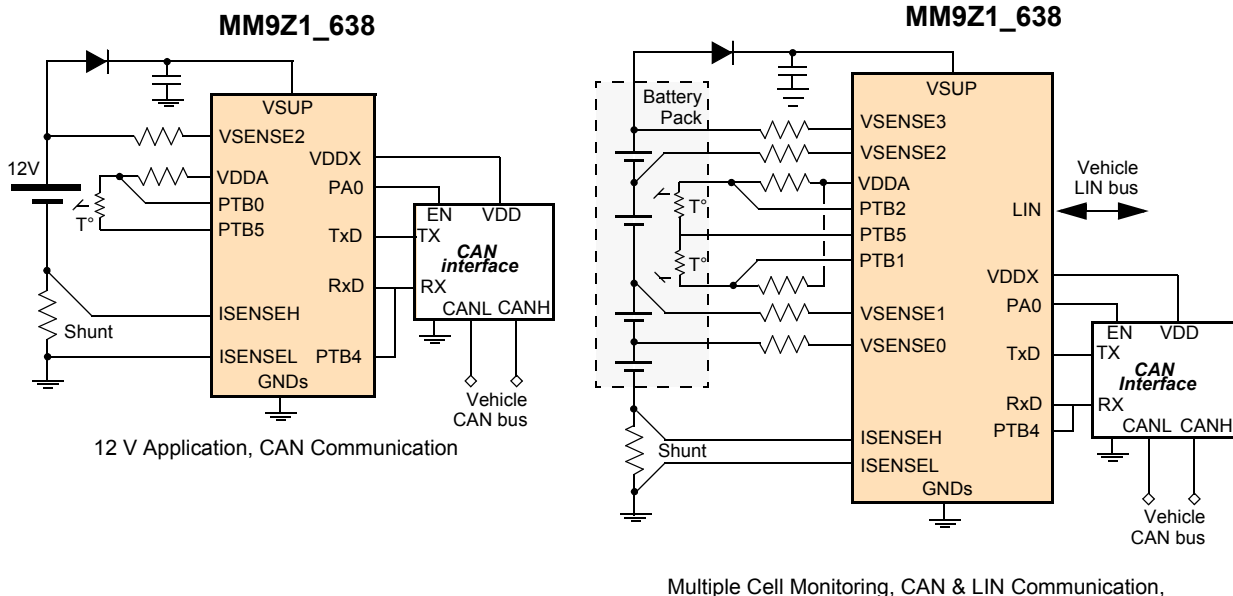 MM9Z1_638
VSUP
VSENSE2
12V
VDDA
PTB0
T°
PTB5
VDDX
PA0
EN
VDD
TxD
TX
CAN
interface
RxD
RX
CANL
CANH
Shunt
ISENSEH
ISENSEL
PTB4
GNDs
Vehicle
CAN bus
12 V Application, CAN Communication
MM9Z1_638
Battery
Pack
VSUP
VSENSE3
VSENSE2
VDDA
PTB2
T°
PTB5
PTB1
T°
VSENSE1
VSENSE0
Vehicle
LIN bus
LIN
VDDX
PA0
EN
VDD
TxD
TX
CAN
Interface
RxD
RX
PTB4
CANL
CANH
Shunt
ISENSEH
ISENSEL
GNDs
Vehicle
CAN bus
Multiple Cell Monitoring, CAN & LIN Communication,